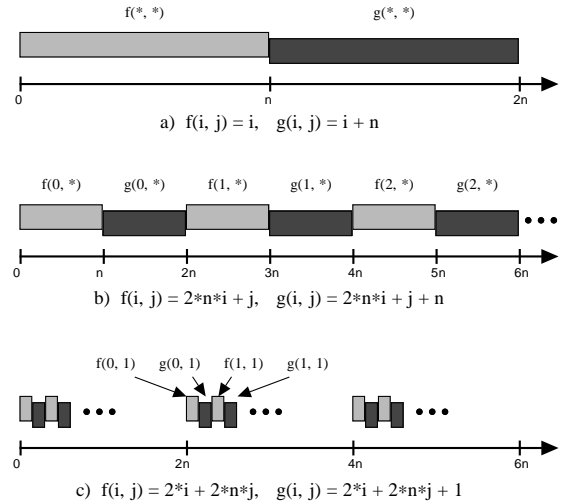 f(*, *) g(*, *)
0 n 2n
a) f(i, j) = i, g(i, j) = i + n
f(0, *) g(0, *) f(1, *) g(1, *) f(2, *) g(2, *)
0 n 2n 3n 4n 5n 6n
b) f(i, j) = 2*n*i + j, g(i, j) = 2*n*i + j + n
f(0, 1) g(0, 1) f(1, 1) g(1, 1)
0 2n 4n 6n
c) f(i, j) = 2*i + 2*n*j, g(i, j) = 2*i + 2*n*j + 1